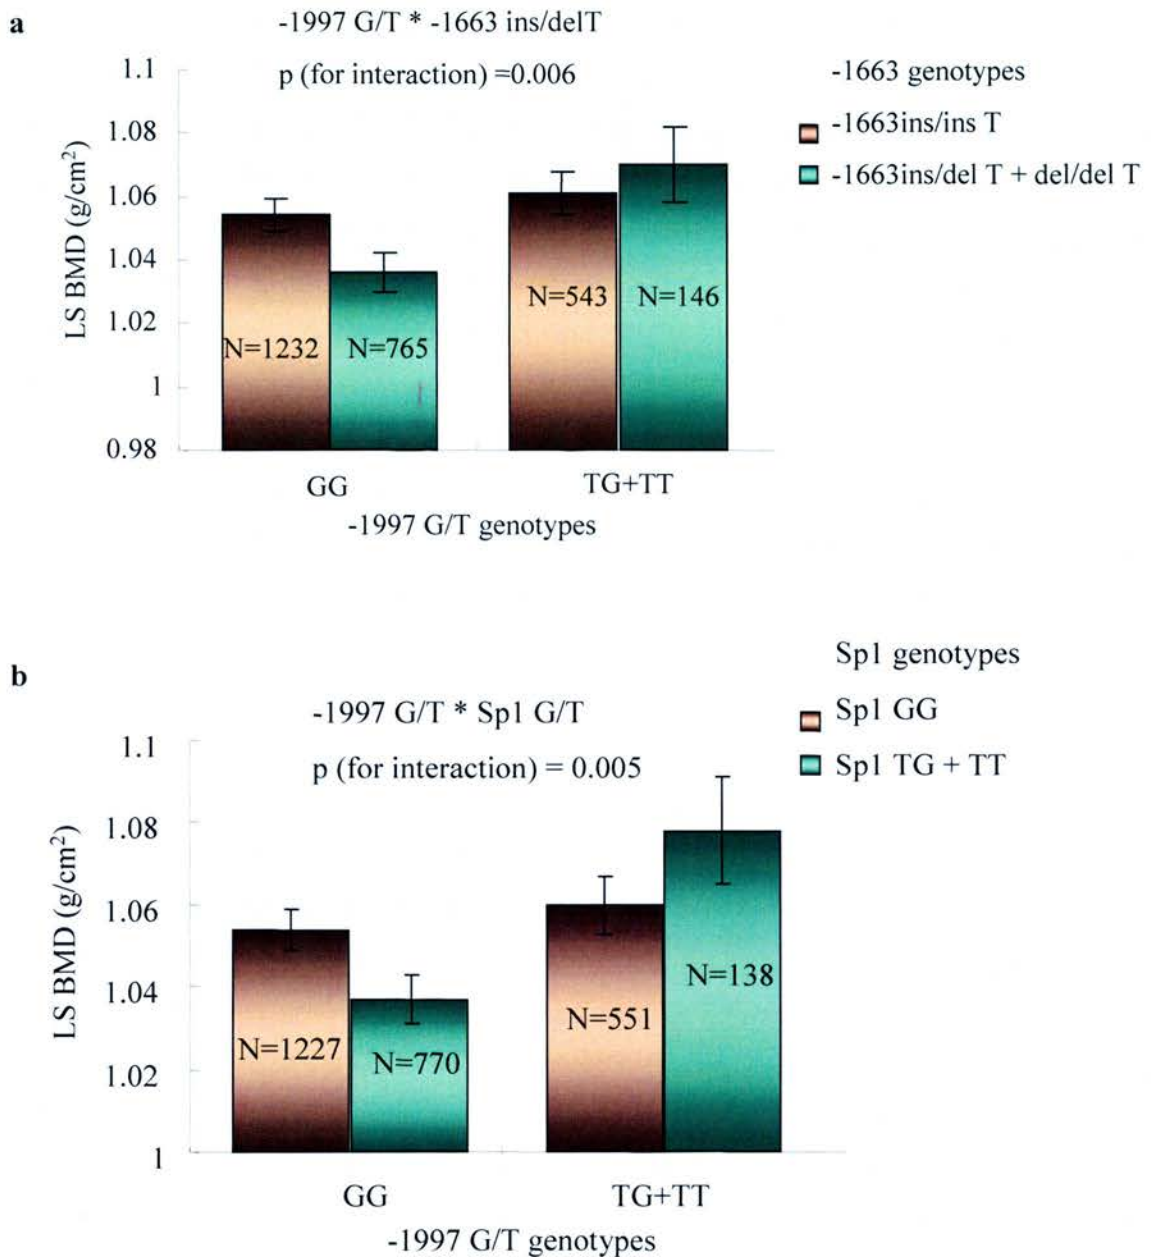 a
-1997 G/T * -1663 ins/delT
p (for interaction) =0.006
-1663 genotypes
-1663ins/ins T
-1663ins/del T + del/del T
LS BMD (g/cm²)
1.1
1.08
1.06
1.04
1.02
1
0.98
N=1232
N=765
N=543
N=146
GG
TG+TT
-1997 G/T genotypes
b
-1997 G/T * Sp1 G/T
p (for interaction) = 0.005
Sp1 genotypes
Sp1 GG
Sp1 TG + TT
LS BMD (g/cm²)
1.1
1.08
1.06
1.04
1.02
1
N=1227
N=770
N=551
N=138
GG
TG+TT
-1997 G/T genotypes